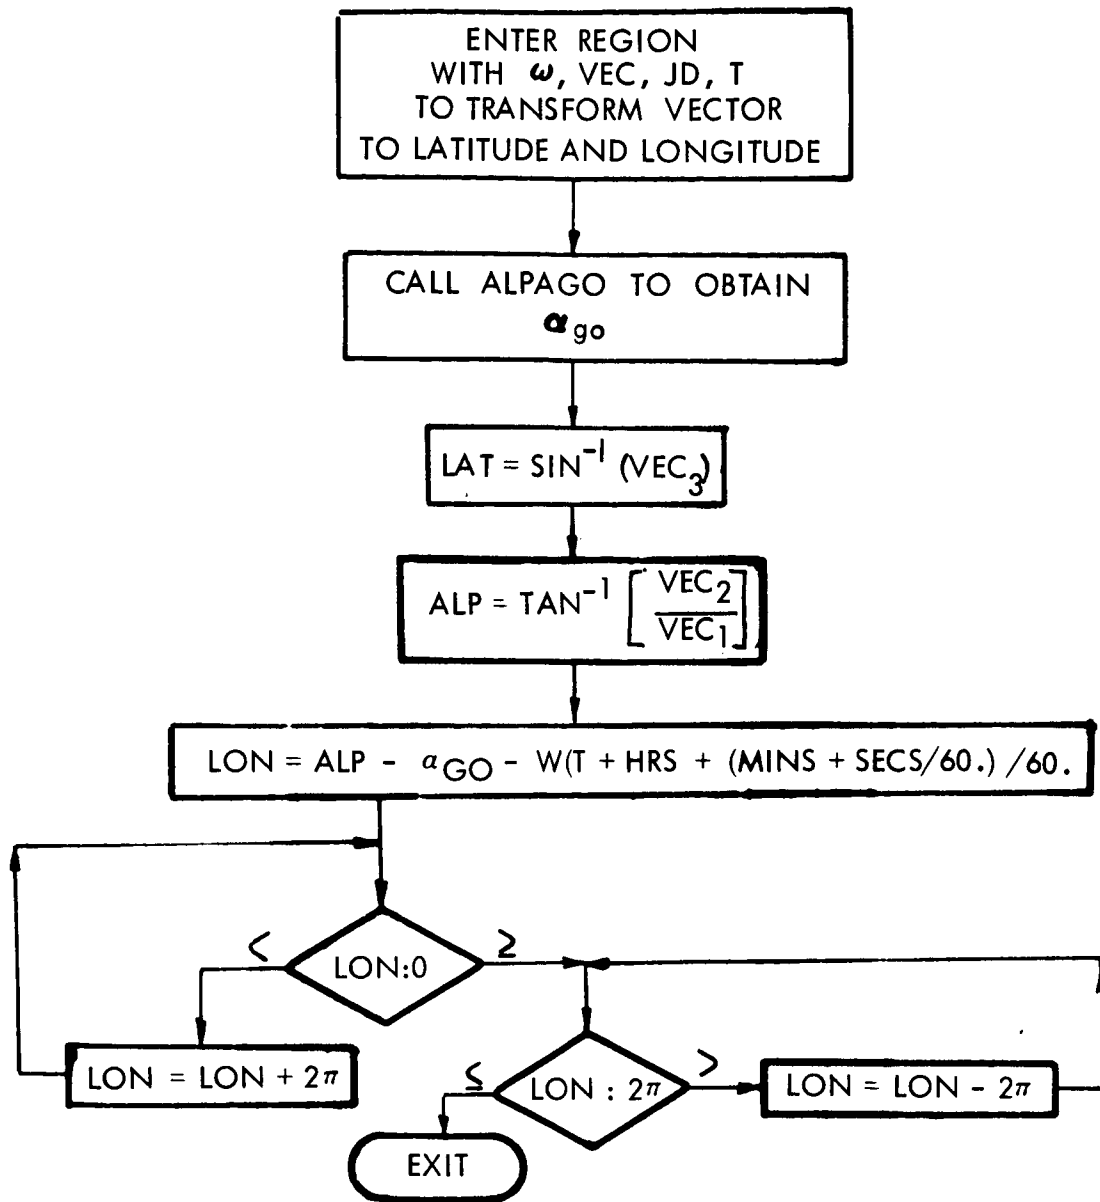 ENTER REGION
WITH ω, VEC, JD, T
TO TRANSFORM VECTOR
TO LATITUDE AND LONGITUDE
CALL ALPAGO TO OBTAIN
α go
LAT = SIN⁻¹ (VEC₃)
ALP = TAN⁻¹ [VEC₂ / VEC₁]
LON = ALP - α GO - W(T + HRS + (MINS + SECS/60.) /60.
< LON:0 ≥
LON = LON + 2π
≤ LON : 2π >
LON = LON - 2π
EXIT